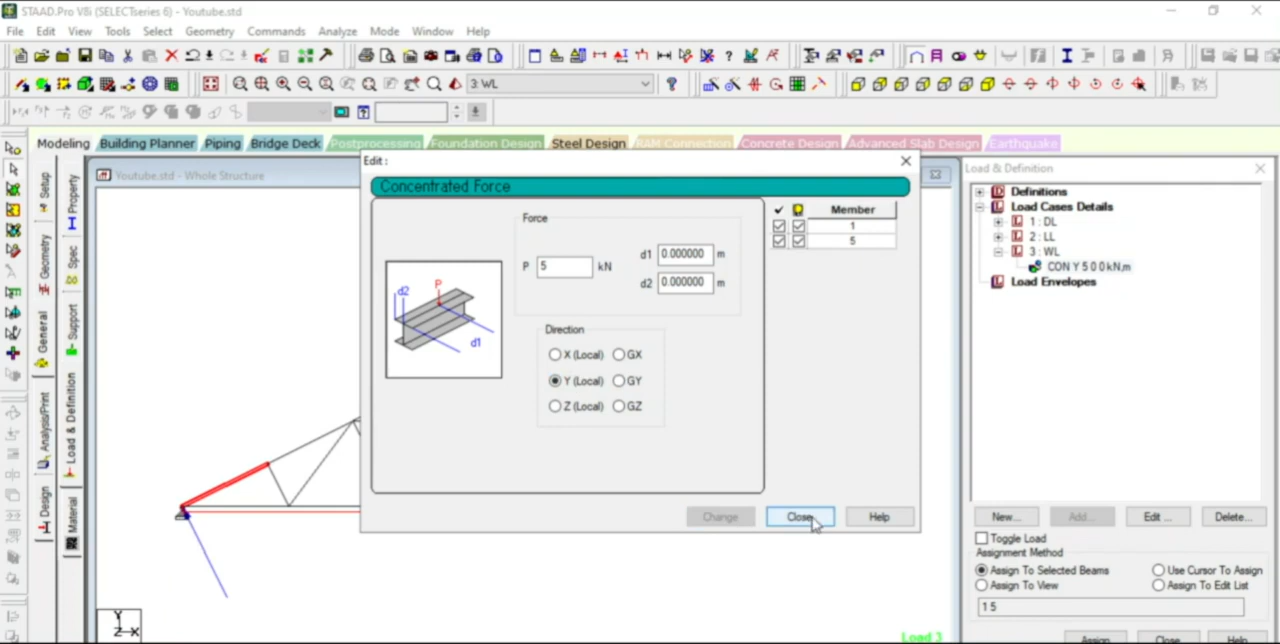 STAAD.Pro V8i (SELECTseries 6) - Youtube.std
File Edit View Tools Select Geometry Commands Analyze Mode Window Help
3: WL
Modeling Building Planner Piping Bridge Deck Postprocessing Foundation Design Steel Design RAM Connection Concrete Design Advanced Slab Design Earthquake
Youtube.std - Whole Structure
Setup
Geometry
General
Analysis/Print
Design
Property
Spec
Support
Load & Definition
Material
Edit :
Concentrated Force
Force
P 5 kN
d1 0.000000 m
d2 0.000000 m
P
d2
d1
Direction
X (Local) GX
Y (Local) GY
Z (Local) GZ
Member
1
5
Change Close Help
Load & Definition
Definitions
Load Cases Details
1 : DL
2 : LL
3 : WL
CON Y 5 0 0 kN,m
Load Envelopes
New... Add... Edit ... Delete...
Toggle Load
Assignment Method
Assign To Selected Beams Use Cursor To Assign
Assign To View Assign To Edit List
1 5
Assign Close Help
Y
Z X
Load 3